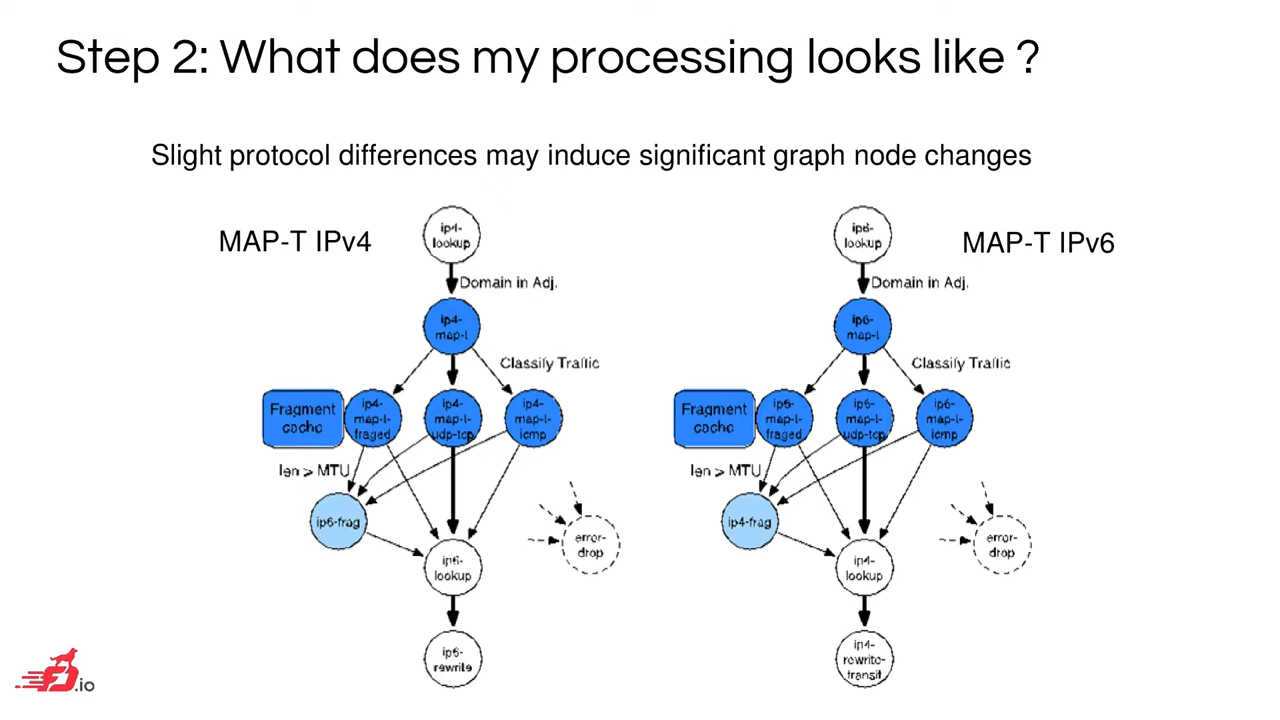 Step 2: What does my processing looks like ?
Slight protocol differences may induce significant graph node changes
MAP-T IPv4
ip4-
lookup
Domain in Adj.
ip4-
map-t
Classify Traffic
Fragment
cache
ip4-
map-t-
fraged
ip4-
map-t-
udp-tcp
ip4-
map-t-
icmp
len > MTU
ip6-frag
error-
drop
ip6-
lookup
ip6-
rewrite
MAP-T IPv6
ip6-
lookup
Domain in Adj.
ip6-
map-t
Classify Traffic
Fragment
cache
ip6-
map-t-
fraged
ip6-
map-t-
udp-tcp
ip6-
map-t-
icmp
len > MTU
ip4-frag
error-
drop
ip4-
lookup
ip4-
rewrite-
transit
.io